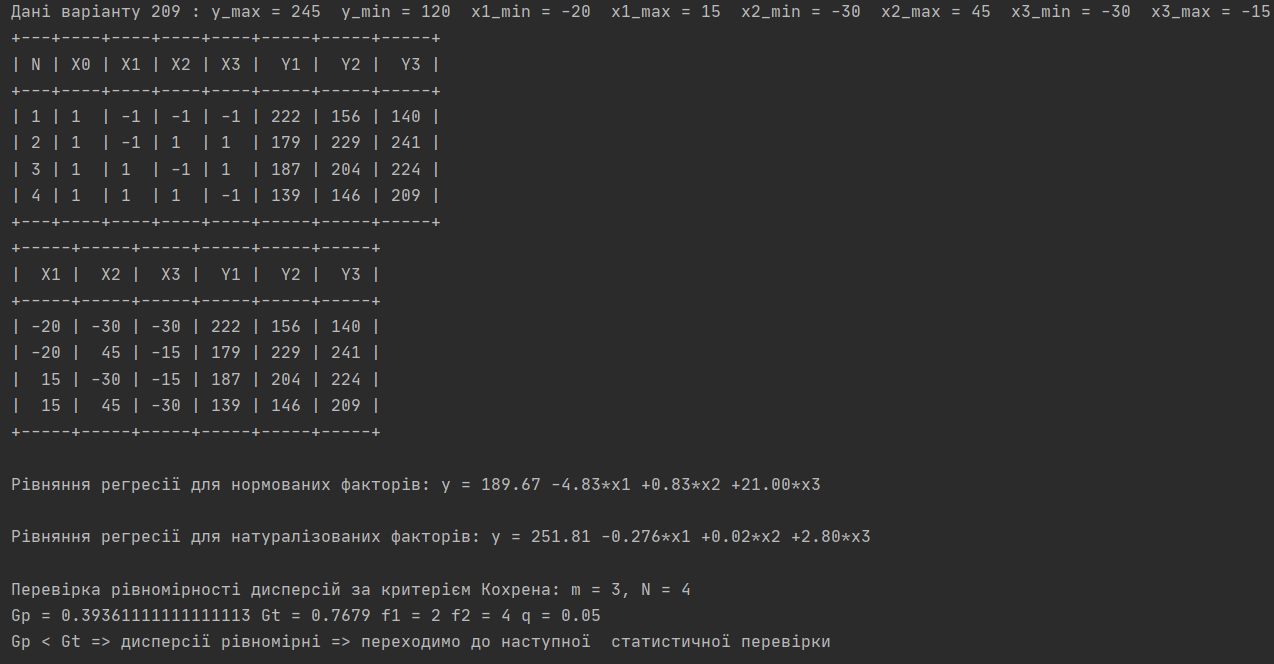 Дані варіанту 209 : y_max = 245  y_min = 120  x1_min = -20  x1_max = 15  x2_min = -30  x2_max = 45  x3_min = -30  x3_max = -15
+---+----+----+----+----+-----+-----+-----+
| N | X0 | X1 | X2 | X3 |  Y1 |  Y2 |  Y3 |
+---+----+----+----+----+-----+-----+-----+
| 1 | 1  | -1 | -1 | -1 | 222 | 156 | 140 |
| 2 | 1  | -1 | 1  | 1  | 179 | 229 | 241 |
| 3 | 1  | 1  | -1 | 1  | 187 | 204 | 224 |
| 4 | 1  | 1  | 1  | -1 | 139 | 146 | 209 |
+---+----+----+----+----+-----+-----+-----+
+-----+-----+-----+-----+-----+-----+
|  X1 |  X2 |  X3 |  Y1 |  Y2 |  Y3 |
+-----+-----+-----+-----+-----+-----+
| -20 | -30 | -30 | 222 | 156 | 140 |
| -20 |  45 | -15 | 179 | 229 | 241 |
|  15 | -30 | -15 | 187 | 204 | 224 |
|  15 |  45 | -30 | 139 | 146 | 209 |
+-----+-----+-----+-----+-----+-----+
Рівняння регресії для нормованих факторів: y = 189.67 -4.83*x1 +0.83*x2 +21.00*x3
Рівняння регресії для натуралізованих факторів: y = 251.81 -0.276*x1 +0.02*x2 +2.80*x3
Перевірка рівномірності дисперсій за критерієм Кохрена: m = 3, N = 4
Gp = 0.39361111111111113 Gt = 0.7679 f1 = 2 f2 = 4 q = 0.05
Gp < Gt => дисперсії рівномірні => переходимо до наступної  статистичної перевірки